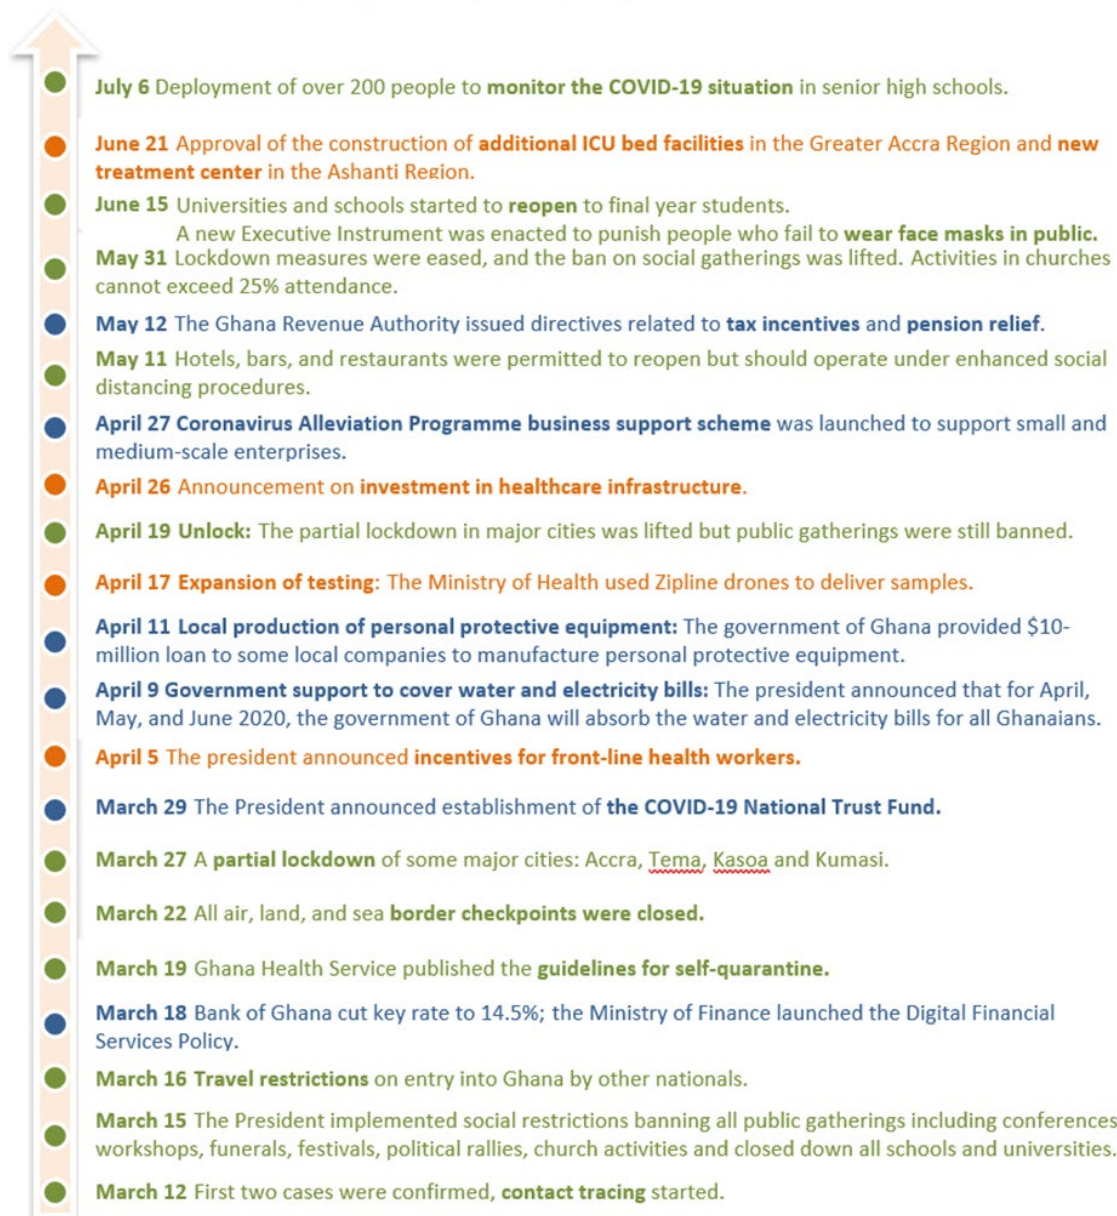 July 6 Deployment of over 200 people to monitor the COVID-19 situation in senior high schools.
June 21 Approval of the construction of additional ICU bed facilities in the Greater Accra Region and new
treatment center in the Ashanti Region.
June 15 Universities and schools started to reopen to final year students.
A new Executive Instrument was enacted to punish people who fail to wear face masks in public.
May 31 Lockdown measures were eased, and the ban on social gatherings was lifted. Activities in churches
cannot exceed 25% attendance.
May 12 The Ghana Revenue Authority issued directives related to tax incentives and pension relief.
May 11 Hotels, bars, and restaurants were permitted to reopen but should operate under enhanced social
distancing procedures.
April 27 Coronavirus Alleviation Programme business support scheme was launched to support small and
medium-scale enterprises.
April 26 Announcement on investment in healthcare infrastructure.
April 19 Unlock: The partial lockdown in major cities was lifted but public gatherings were still banned.
April 17 Expansion of testing: The Ministry of Health used Zipline drones to deliver samples.
April 11 Local production of personal protective equipment: The government of Ghana provided $10-
million loan to some local companies to manufacture personal protective equipment.
April 9 Government support to cover water and electricity bills: The president announced that for April,
May, and June 2020, the government of Ghana will absorb the water and electricity bills for all Ghanaians.
April 5 The president announced incentives for front-line health workers.
March 29 The President announced establishment of the COVID-19 National Trust Fund.
March 27 A partial lockdown of some major cities: Accra, Tema, Kasoa and Kumasi.
March 22 All air, land, and sea border checkpoints were closed.
March 19 Ghana Health Service published the guidelines for self-quarantine.
March 18 Bank of Ghana cut key rate to 14.5%; the Ministry of Finance launched the Digital Financial
Services Policy.
March 16 Travel restrictions on entry into Ghana by other nationals.
March 15 The President implemented social restrictions banning all public gatherings including conferences
workshops, funerals, festivals, political rallies, church activities and closed down all schools and universities.
March 12 First two cases were confirmed, contact tracing started.